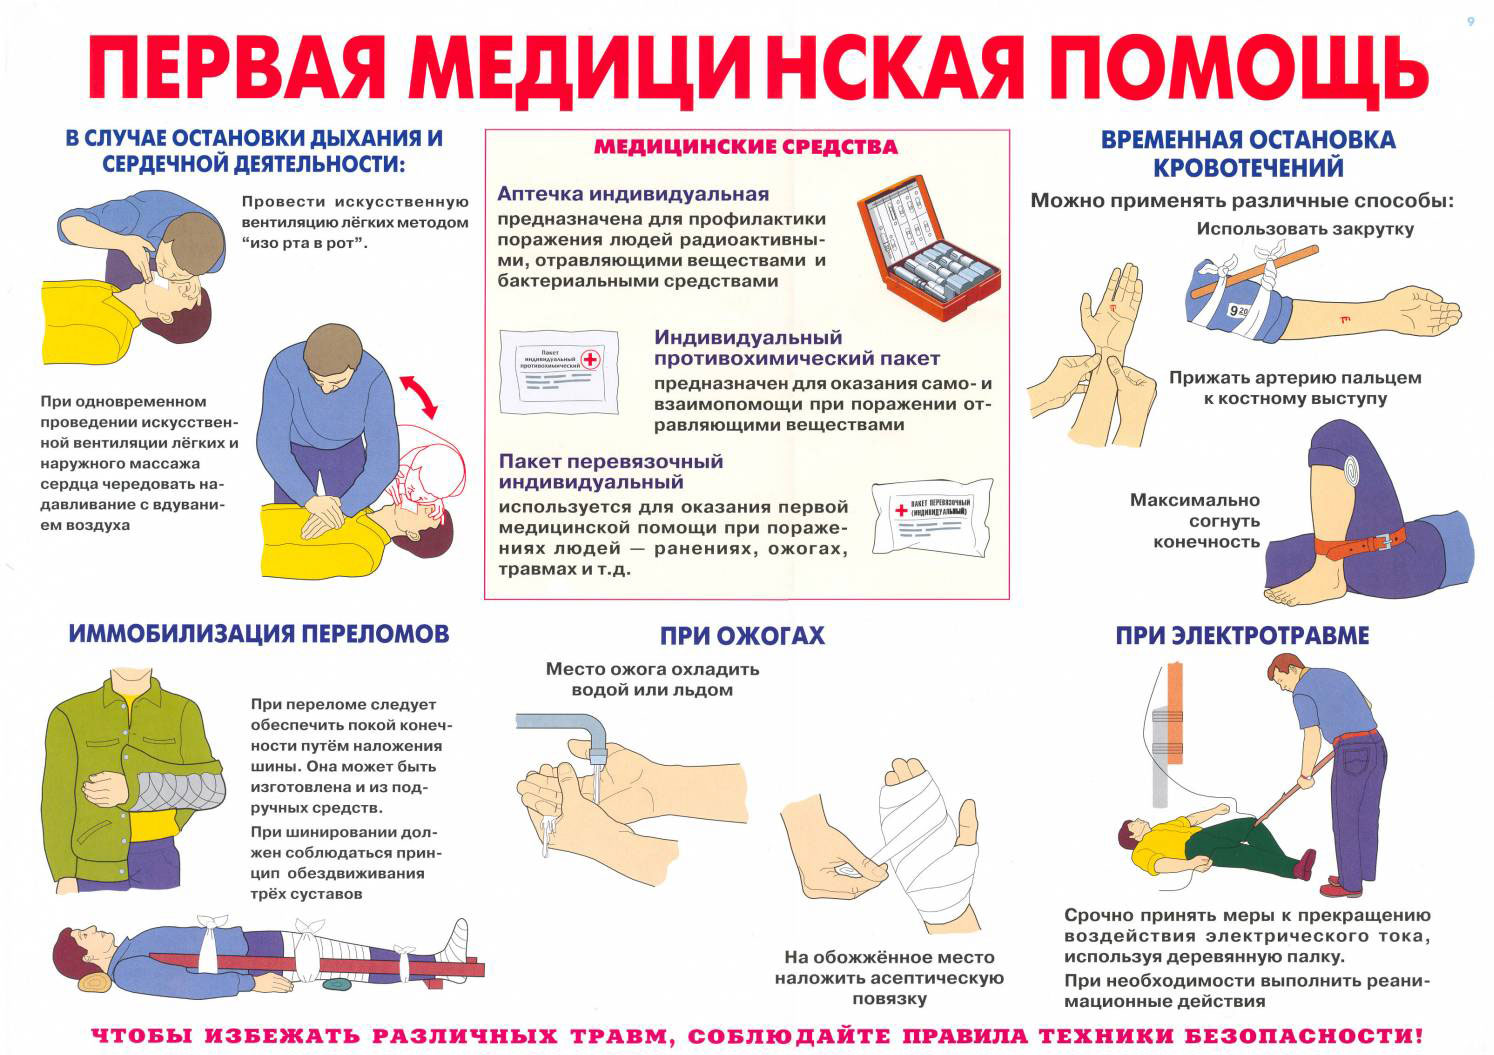 9
ПЕРВАЯ МЕДИЦИНСКАЯ ПОМОЩЬ
В СЛУЧАЕ ОСТАНОВКИ ДЫХАНИЯ И
СЕРДЕЧНОЙ ДЕЯТЕЛЬНОСТИ:
Провести искусственную
вентиляцию лёгких методом
“изо рта в рот”.
При одновременном
проведении искусствен-
ной вентиляции лёгких и
наружного массажа
сердца чередовать на-
давливание с вдувани-
ем воздуха
МЕДИЦИНСКИЕ СРЕДСТВА
Аптечка индивидуальная
предназначена для профилактики
поражения людей радиоактивны-
ми, отравляющими веществами и
бактериальными средствами
Пакет
индивидуальный
противохимический
Индивидуальный
противохимический пакет
предназначен для оказания само- и
взаимопомощи при поражении от-
равляющими веществами
Пакет перевязочный
индивидуальный
используется для оказания первой
медицинской помощи при пораже-
ниях людей — ранениях, ожогах,
травмах и т.д.
ПАКЕТ ПЕРЕВЯЗОЧНЫЙ
(ИНДИВИДУАЛЬНЫЙ)
ВРЕМЕННАЯ ОСТАНОВКА
КРОВОТЕЧЕНИЙ
Можно применять различные способы:
Использовать закрутку
9 20
Прижать артерию пальцем
к костному выступу
Максимально
согнуть
конечность
ИММОБИЛИЗАЦИЯ ПЕРЕЛОМОВ
При переломе следует
обеспечить покой конеч-
ности путём наложения
шины. Она может быть
изготовлена и из под-
ручных средств.
При шинировании дол-
жен соблюдаться прин-
цип обездвиживания
трёх суставов
ПРИ ОЖОГАХ
Место ожога охладить
водой или льдом
На обожжённое место
наложить асептическую
повязку
ПРИ ЭЛЕКТРОТРАВМЕ
Срочно принять меры к прекращению
воздействия электрического тока,
используя деревянную палку.
При необходимости выполнить реани-
мационные действия
ЧТОБЫ ИЗБЕЖАТЬ РАЗЛИЧНЫХ ТРАВМ, СОБЛЮДАЙТЕ ПРАВИЛА ТЕХНИКИ БЕЗОПАСНОСТИ!